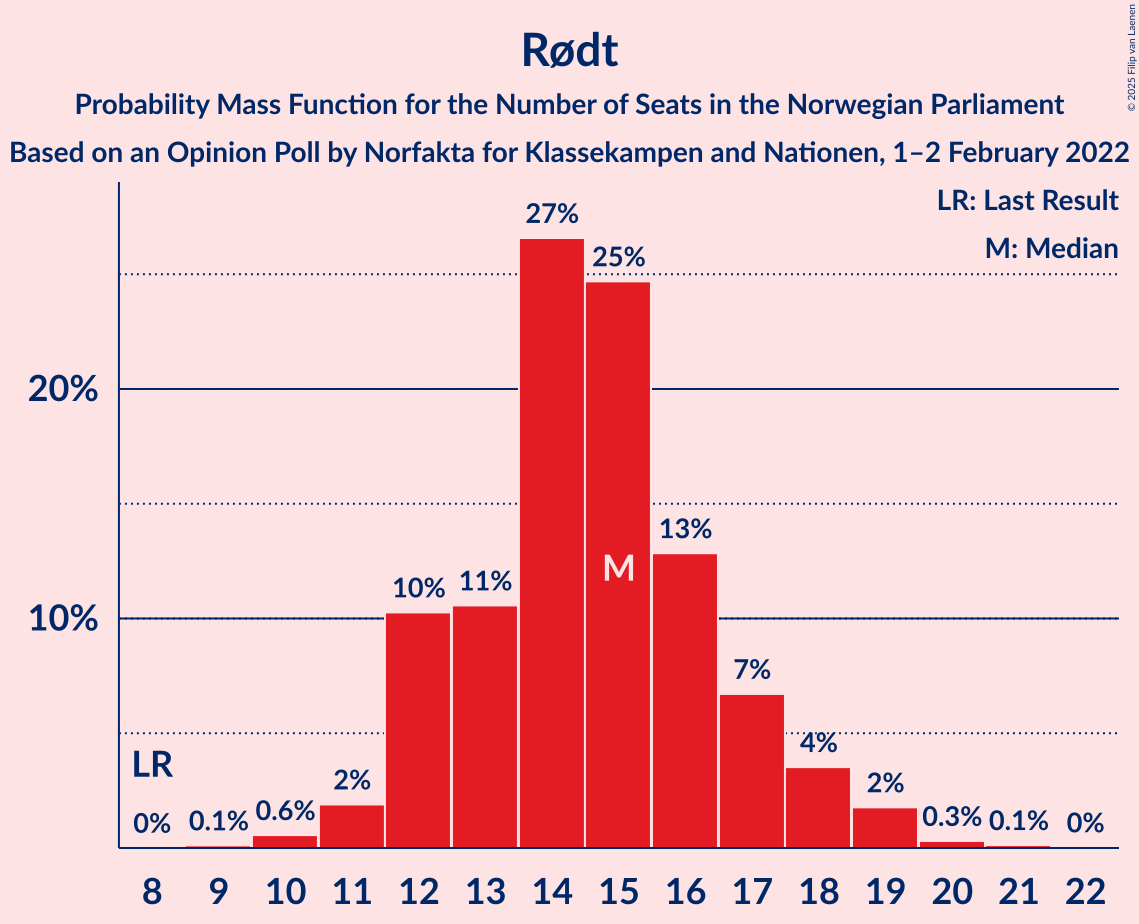 Rødt
Probability Mass Function for the Number of Seats in the Norwegian Parliament
Based on an Opinion Poll by Norfakta for Klassekampen and Nationen, 1–2 February 2022
© 2025 Filip van Laenen
LR: Last Result
M: Median
27%
25%
20%
13%
M
11%
10%
10%
7%
4%
LR
2%
2%
0% 0.1% 0.6% 0.3% 0.1% 0%
8 9 10 11 12 13 14 15 16 17 18 19 20 21 22